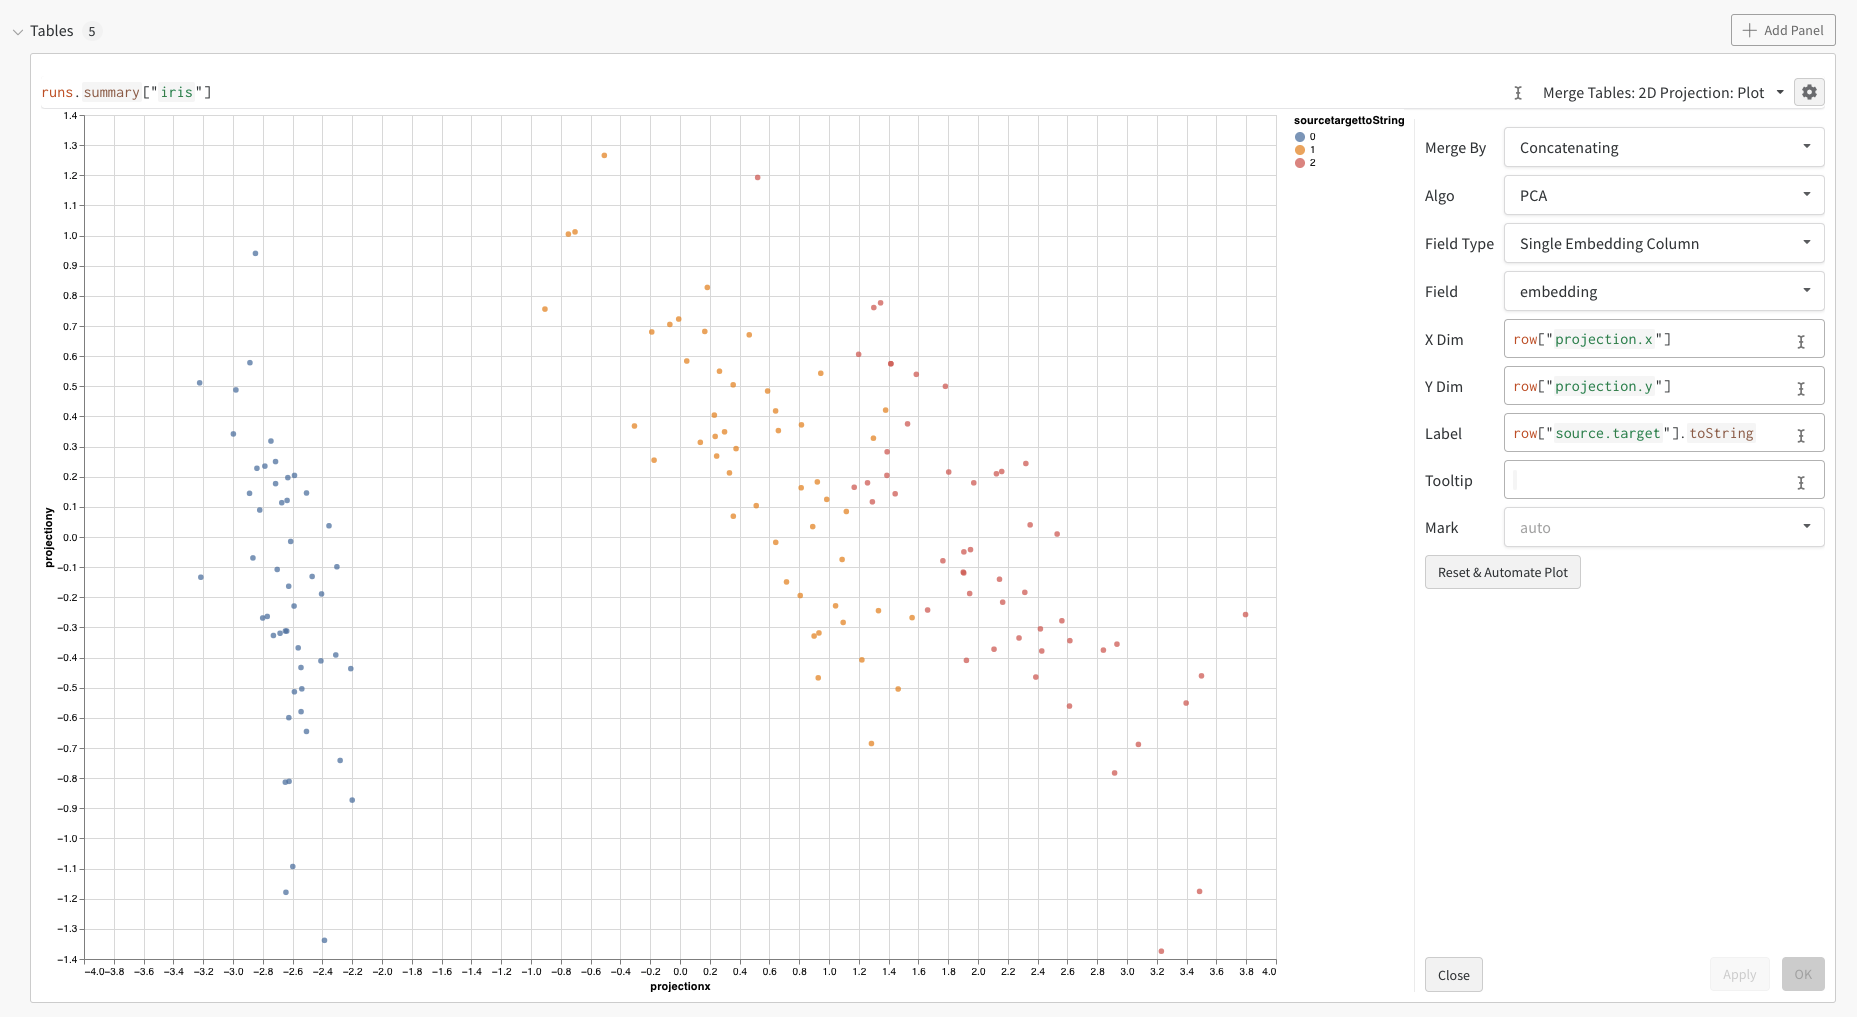 Tables 5
+ Add Panel
runs.summary["iris"]
Merge Tables: 2D Projection: Plot
sourcetargettoString
0
1
2
1.4
1.3
1.2
1.1
1.0
0.9
0.8
0.7
0.6
0.5
0.4
0.3
0.2
0.1
0.0
−0.1
−0.2
−0.3
−0.4
−0.5
−0.6
−0.7
−0.8
−0.9
−1.0
−1.1
−1.2
−1.3
−1.4
projectiony
−4.0 −3.8 −3.6 −3.4 −3.2 −3.0 −2.8 −2.6 −2.4 −2.2 −2.0 −1.8 −1.6 −1.4 −1.2 −1.0 −0.8 −0.6 −0.4 −0.2 0.0 0.2 0.4 0.6 0.8 1.0 1.2 1.4 1.6 1.8 2.0 2.2 2.4 2.6 2.8 3.0 3.2 3.4 3.6 3.8 4.0
projectionx
Merge By Concatenating
Algo PCA
Field Type Single Embedding Column
Field embedding
X Dim row["projection.x"]
Y Dim row["projection.y"]
Label row["source.target"].toString
Tooltip
Mark auto
Reset & Automate Plot
Close Apply OK